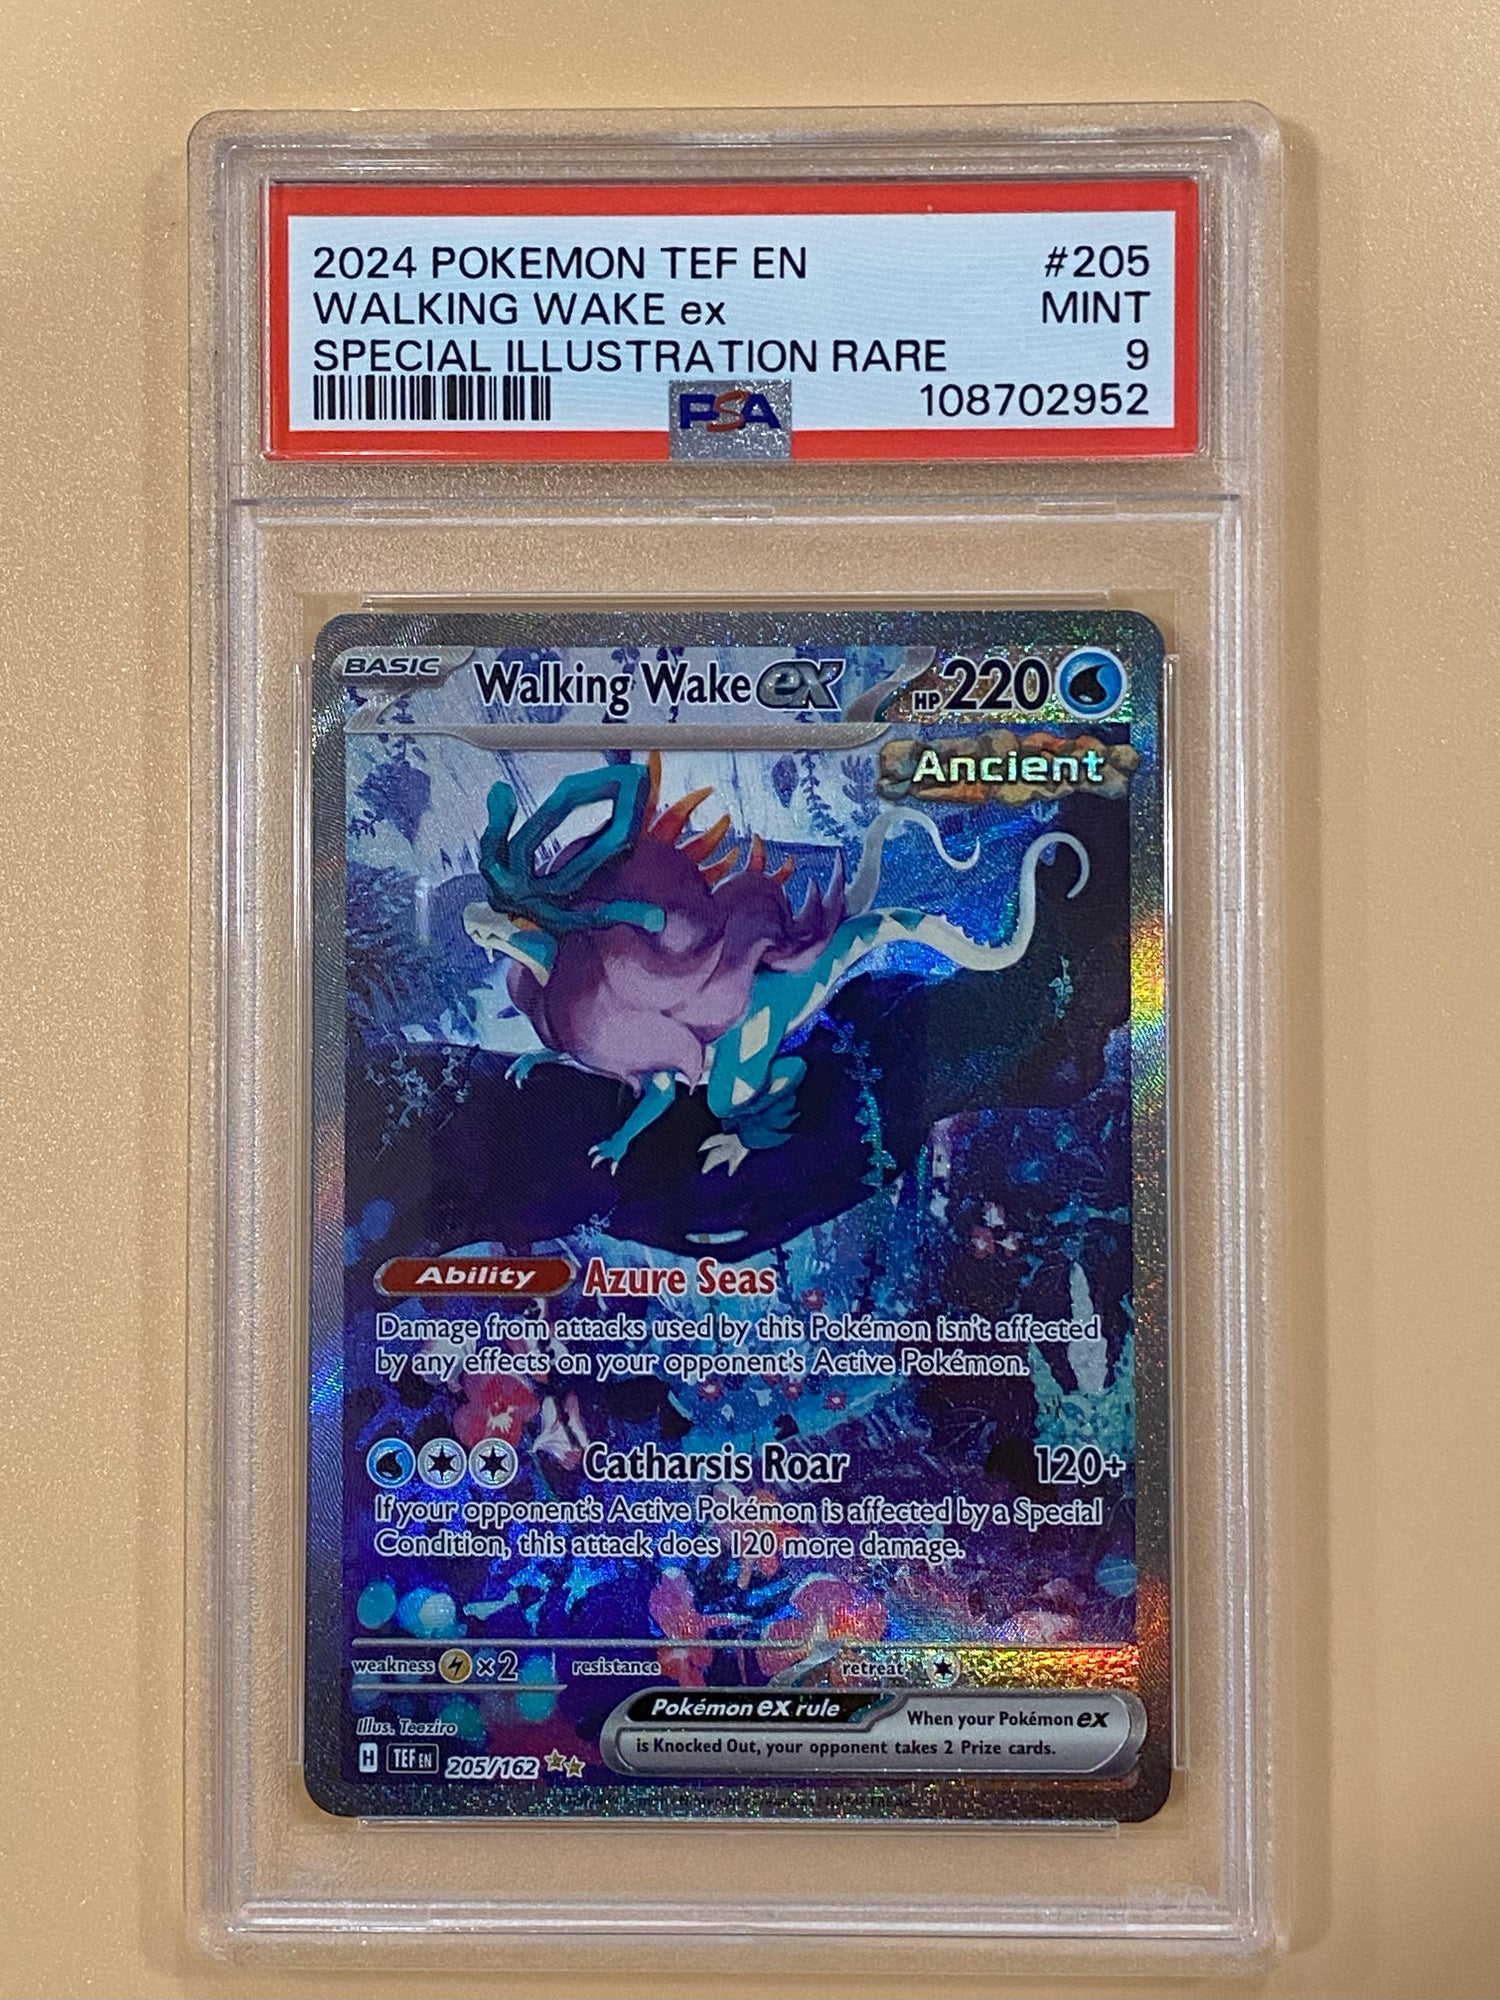 2024 POKEMON TEF EN #205
WALKING WAKE ex MINT
SPECIAL ILLUSTRATION RARE 9
PSA 108702952
BASIC Walking Wake ex HP 220
Ancient
Ability Azure Seas
Damage from attacks used by this Pokémon isn't affected
by any effects on your opponent's Active Pokémon.
Catharsis Roar 120+
If your opponent's Active Pokémon is affected by a Special
Condition, this attack does 120 more damage.
weakness ×2 resistance retreat
Pokémon ex rule When your Pokémon ex
is Knocked Out, your opponent takes 2 Prize cards.
Illus. Teeziro
H TEF EN 205/162